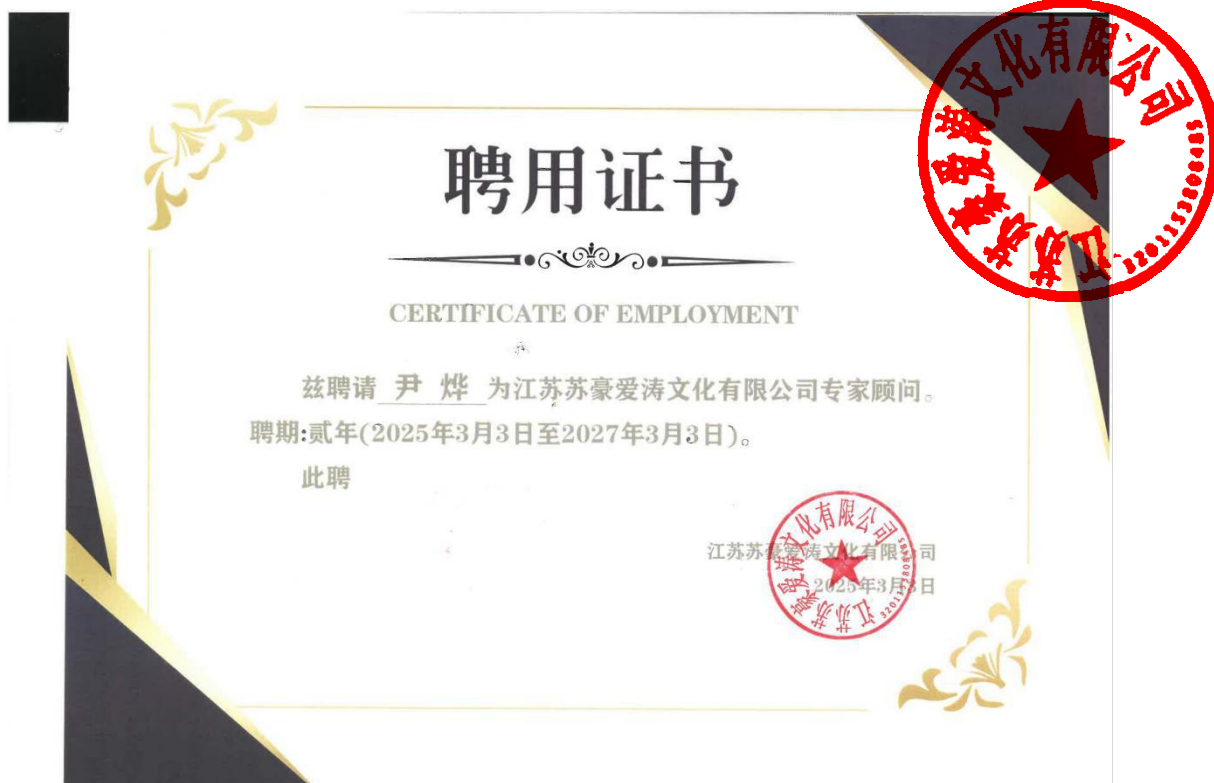 聘用证书
CERTIFICATE OF EMPLOYMENT
兹聘请 尹 烨 为江苏苏豪爱涛文化有限公司专家顾问。
聘期:贰年(2025年3月3日至2027年3月3日)。
此聘
江苏苏豪爱涛文化有限公司
2025年3月3日
江苏苏豪爱涛文化有限公司
江苏苏豪爱涛文化有限公司